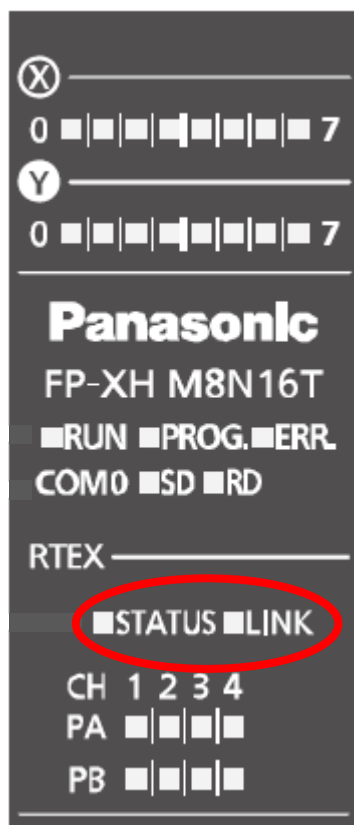 X
0 7
Y
0 7
Panasonic
FP-XH M8N16T
RUN PROG. ERR.
COM0 SD RD
RTEX
STATUS LINK
CH 1 2 3 4
PA
PB